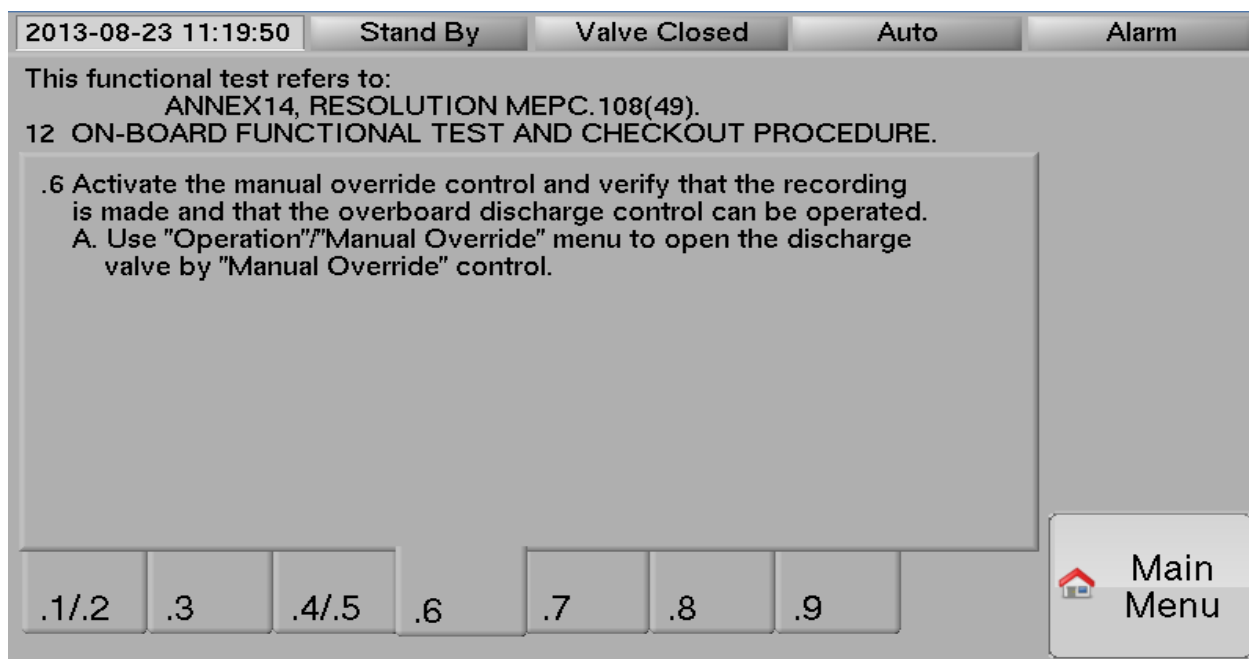 2013-08-23 11:19:50 Stand By Valve Closed Auto Alarm
This functional test refers to:
ANNEX14, RESOLUTION MEPC.108(49).
12 ON-BOARD FUNCTIONAL TEST AND CHECKOUT PROCEDURE.
.6 Activate the manual override control and verify that the recording
is made and that the overboard discharge control can be operated.
A. Use "Operation"/"Manual Override" menu to open the discharge
valve by "Manual Override" control.
.1/.2 .3 .4/.5 .6 .7 .8 .9
Main
Menu